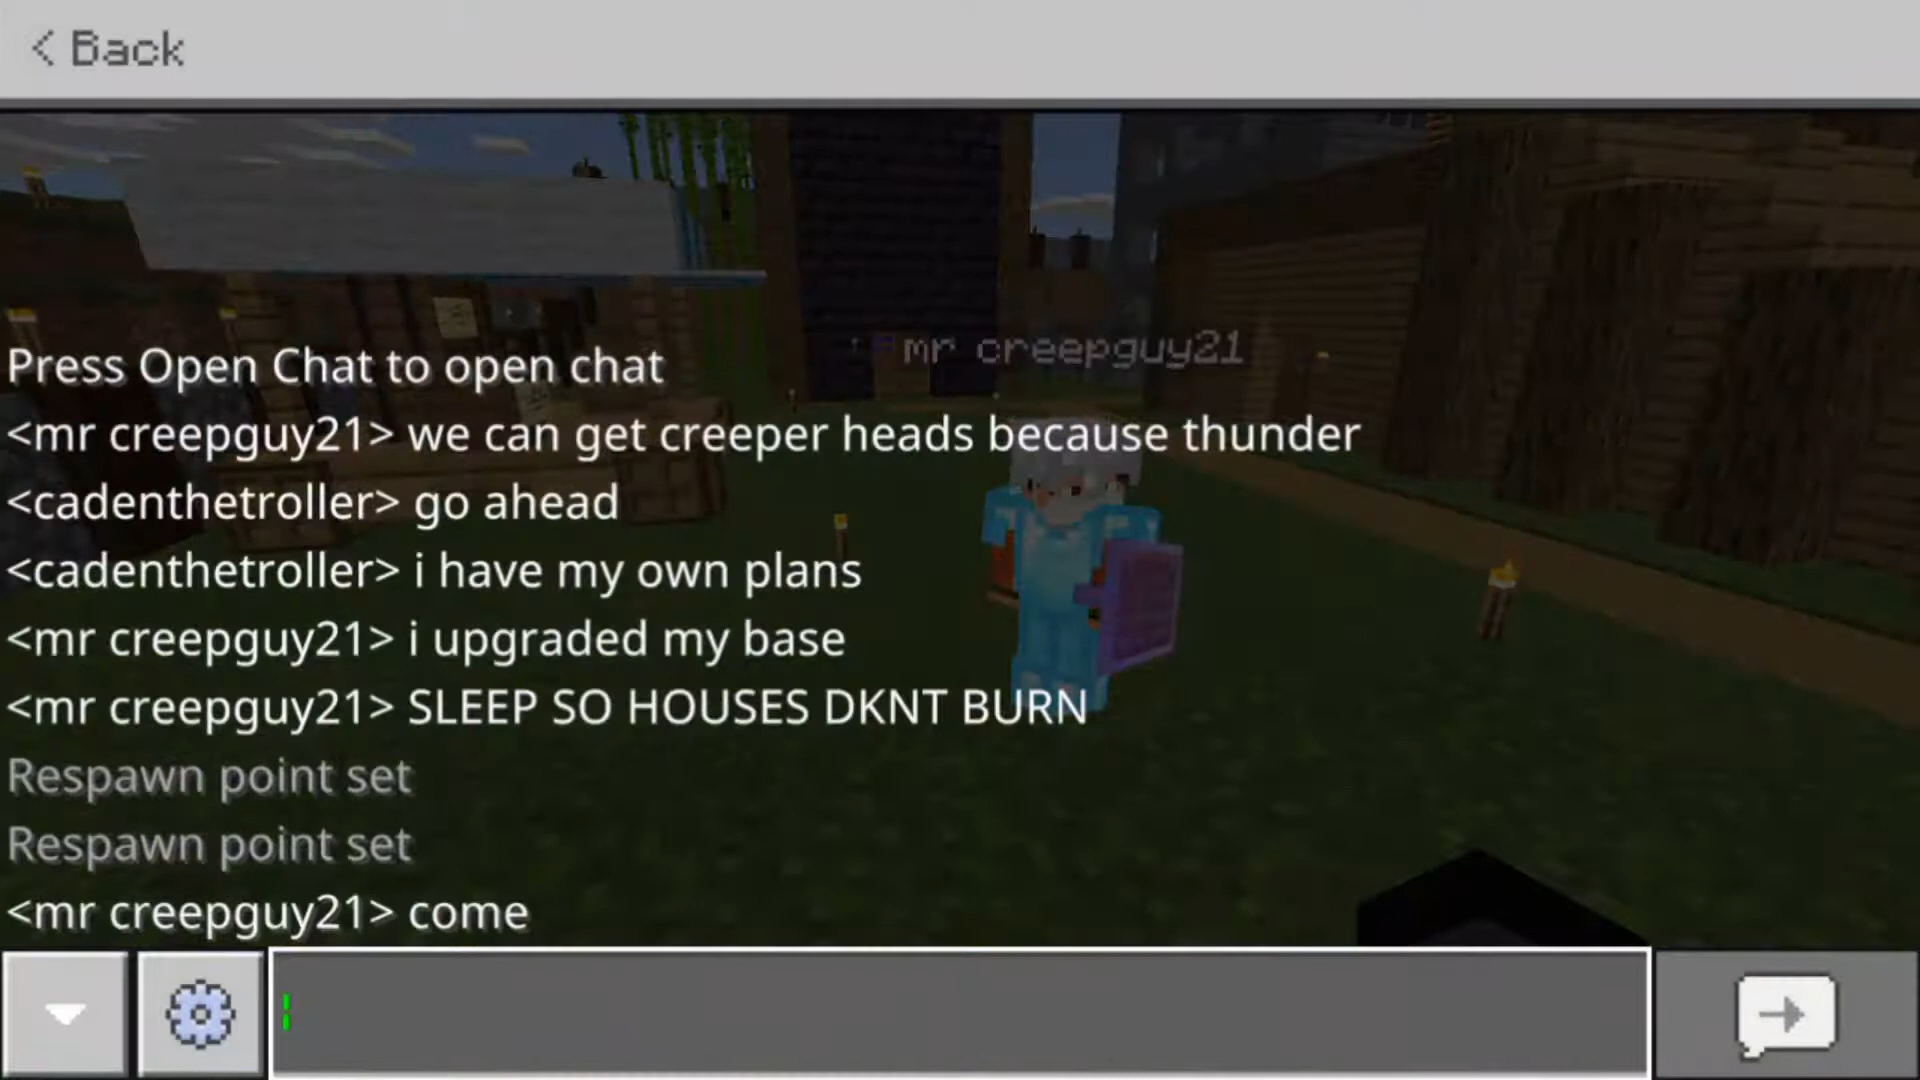 < Back
mr creepguy21
Press Open Chat to open chat
<mr creepguy21> we can get creeper heads because thunder
<cadenthetroller> go ahead
<cadenthetroller> i have my own plans
<mr creepguy21> i upgraded my base
<mr creepguy21> SLEEP SO HOUSES DKNT BURN
Respawn point set
Respawn point set
<mr creepguy21> come